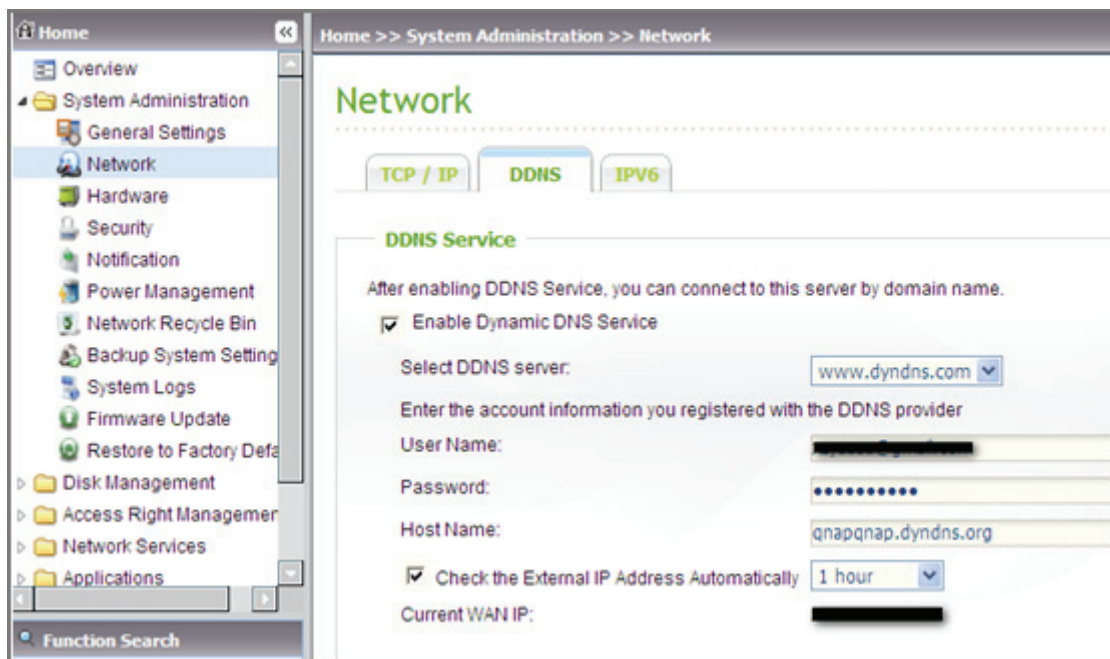 Home
Overview
System Administration
General Settings
Network
Hardware
Security
Notification
Power Management
Network Recycle Bin
Backup System Setting
System Logs
Firmware Update
Restore to Factory Defa
Disk Management
Access Right Managemen
Network Services
Applications
Function Search
Home >> System Administration >> Network
Network
TCP / IP DDNS IPV6
DDNS Service
After enabling DDNS Service, you can connect to this server by domain name.
Enable Dynamic DNS Service
Select DDNS server: www.dyndns.com
Enter the account information you registered with the DDNS provider
User Name:
Password: ●●●●●●●●●●
Host Name: qnapqnap.dyndns.org
Check the External IP Address Automatically 1 hour
Current WAN IP: